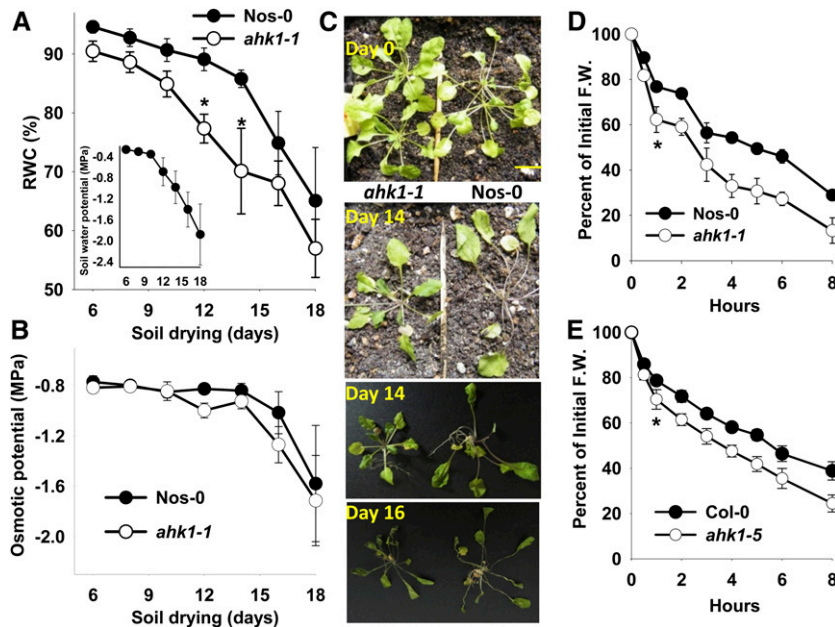 A
Nos-0
ahk1-1
90
80
70
60
50
RWC (%)
*
*
Soil water potential (MPa)
-0.4
-0.8
-1.2
-1.6
-2.0
6 9 12 15 18
6 9 12 15 18
Soil drying (days)
B
Osmotic potential (MPa)
-0.8
-1.2
-1.6
-2.0
Nos-0
ahk1-1
6 9 12 15 18
Soil drying (days)
C
Day 0
ahk1-1 Nos-0
Day 14
Day 14
Day 16
D
Percent of Initial F.W.
100
80
60
40
20
0
*
Nos-0
ahk1-1
0 2 4 6 8
Hours
E
Percent of Initial F.W.
100
80
60
40
20
0
*
Col-0
ahk1-5
0 2 4 6 8
Hours